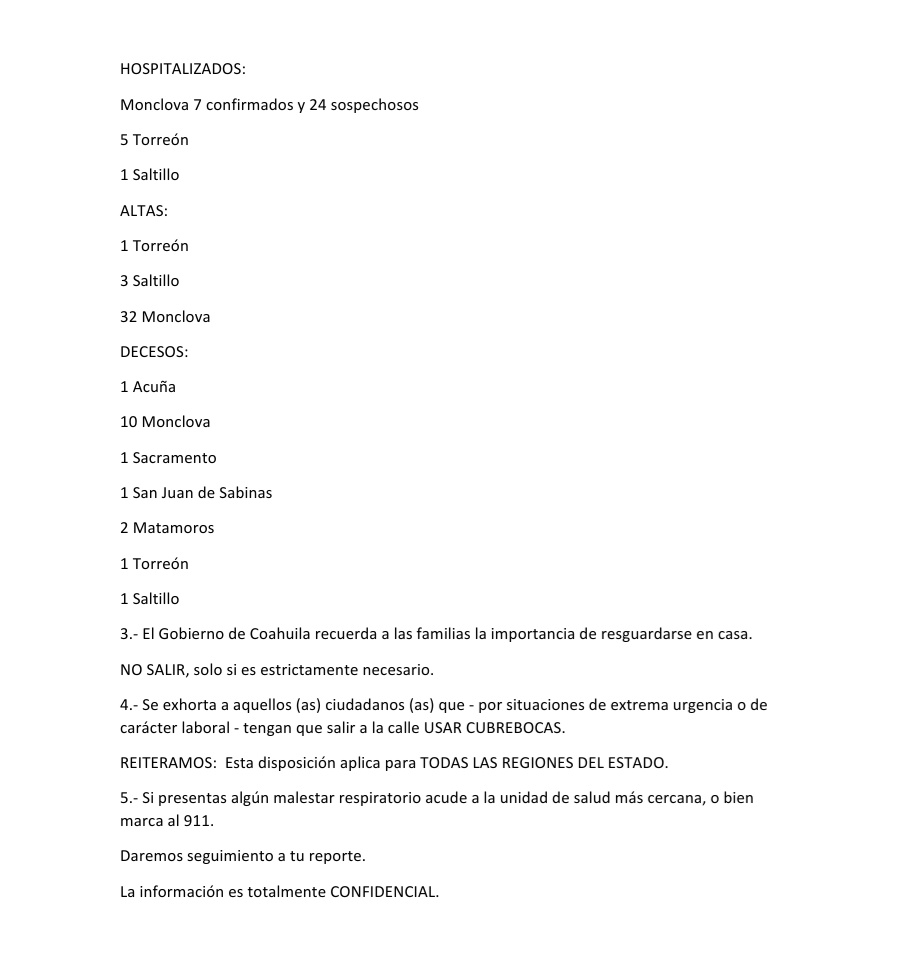 HOSPITALIZADOS:
Monclova 7 confirmados y 24 sospechosos
5 Torreón
1 Saltillo
ALTAS:
1 Torreón
3 Saltillo
32 Monclova
DECESOS:
1 Acuña
10 Monclova
1 Sacramento
1 San Juan de Sabinas
2 Matamoros
1 Torreón
1 Saltillo
3.- El Gobierno de Coahuila recuerda a las familias la importancia de resguardarse en casa.
NO SALIR, solo si es estrictamente necesario.
4.- Se exhorta a aquellos (as) ciudadanos (as) que - por situaciones de extrema urgencia o de
carácter laboral - tengan que salir a la calle USAR CUBREBOCAS.
REITERAMOS:  Esta disposición aplica para TODAS LAS REGIONES DEL ESTADO.
5.- Si presentas algún malestar respiratorio acude a la unidad de salud más cercana, o bien
marca al 911.
Daremos seguimiento a tu reporte.
La información es totalmente CONFIDENCIAL.